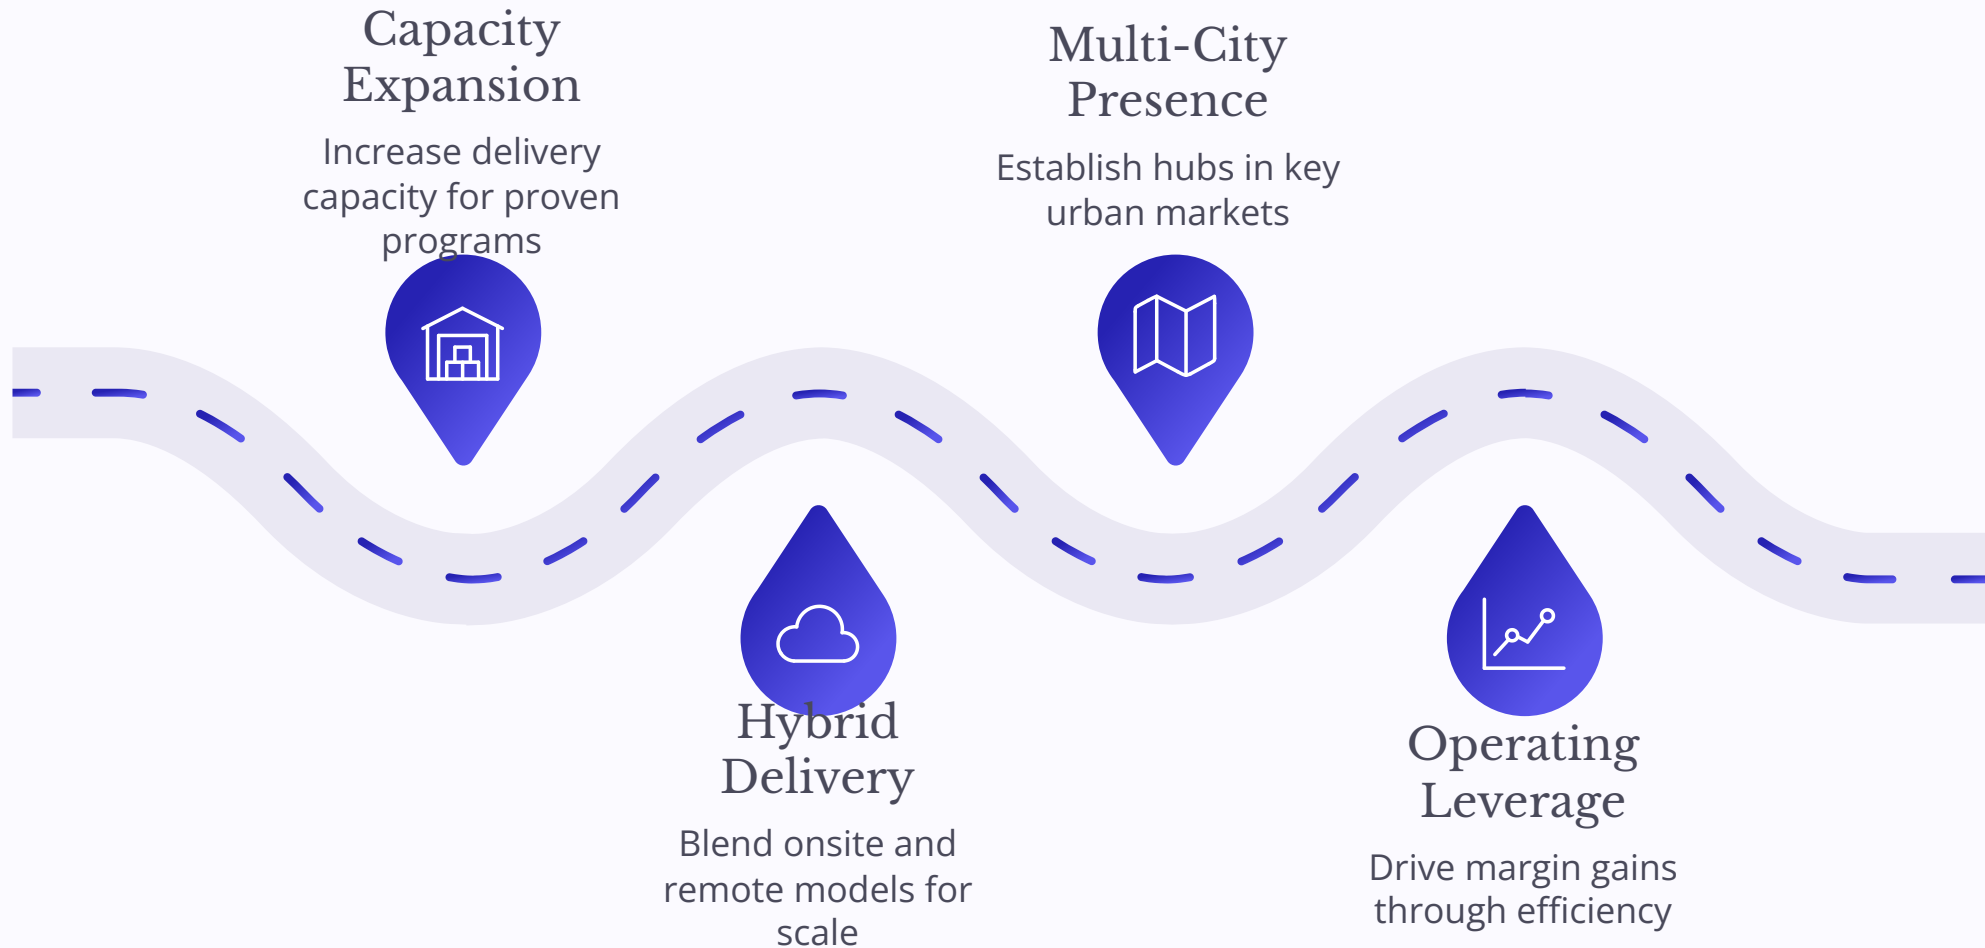 Capacity
Expansion
Increase delivery
capacity for proven
programs
Hybrid
Delivery
Blend onsite and
remote models for
scale
Multi-City
Presence
Establish hubs in key
urban markets
Operating
Leverage
Drive margin gains
through efficiency